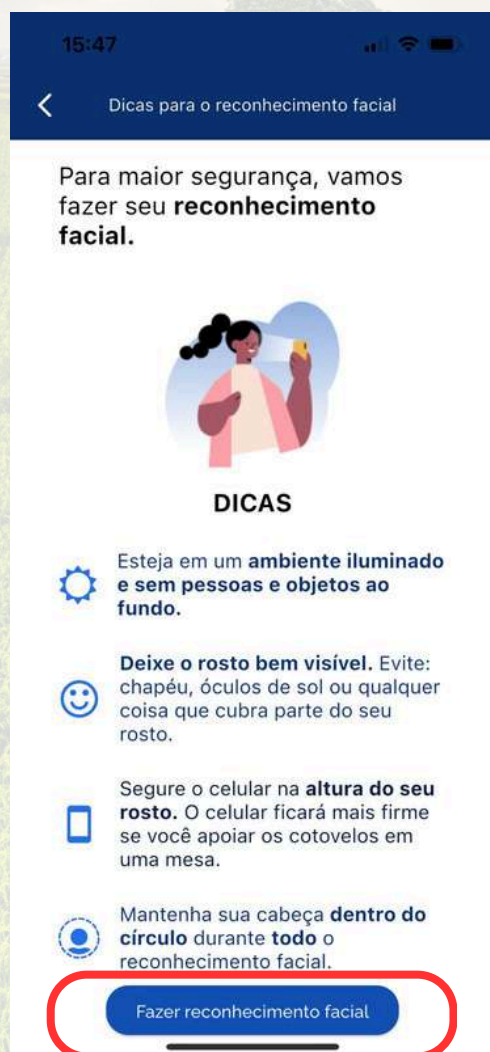 15:47
Dicas para o reconhecimento facial
Para maior segurança, vamos
fazer seu reconhecimento
facial.
DICAS
Esteja em um ambiente iluminado
e sem pessoas e objetos ao
fundo.
Deixe o rosto bem visível. Evite:
chapéu, óculos de sol ou qualquer
coisa que cubra parte do seu
rosto.
Segure o celular na altura do seu
rosto. O celular ficará mais firme
se você apoiar os cotovelos em
uma mesa.
Mantenha sua cabeça dentro do
círculo durante todo o
reconhecimento facial.
Fazer reconhecimento facial